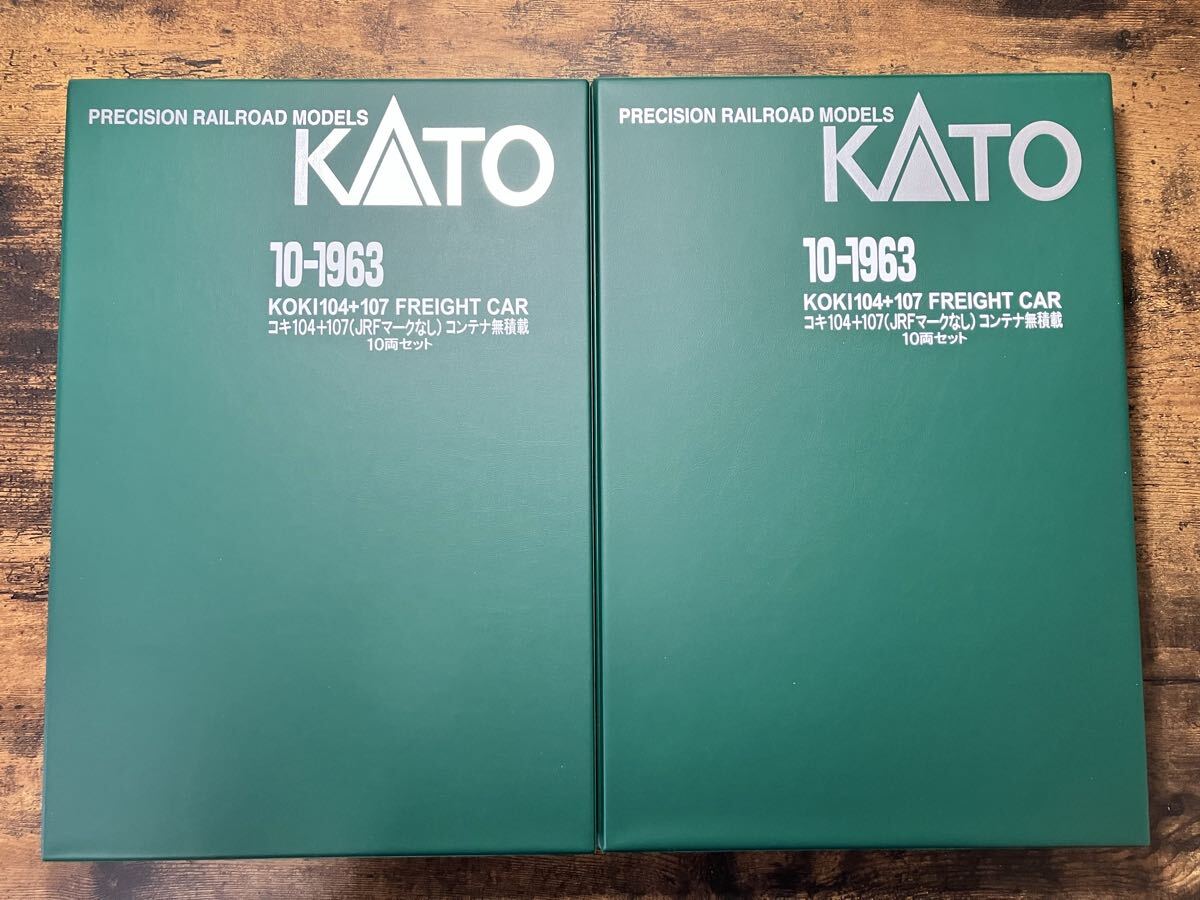 PRECISION RAILROAD MODELS
KATO
10-1963
KOKI104+107 FREIGHT CAR
コキ104+107(JRFマークなし)コンテナ無積載
10両セット
PRECISION RAILROAD MODELS
KATO
10-1963
KOKI104+107 FREIGHT CAR
コキ104+107(JRFマークなし)コンテナ無積載
10両セット